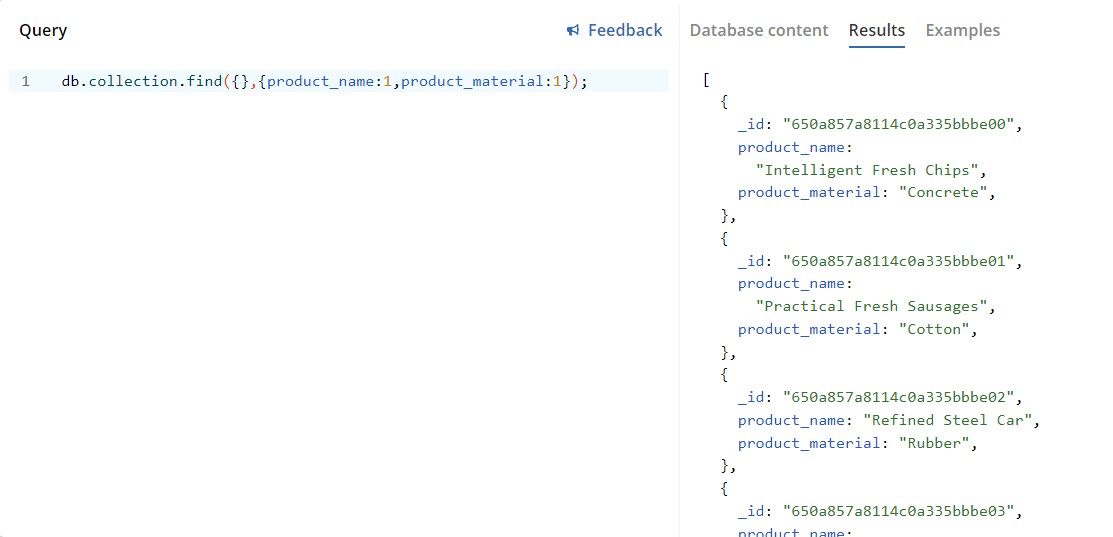 Query
Feedback
1 db.collection.find({},{product_name:1,product_material:1});
Database content Results Examples
[
{
_id: "650a857a8114c0a335bbbe00",
product_name:
"Intelligent Fresh Chips",
product_material: "Concrete",
},
{
_id: "650a857a8114c0a335bbbe01",
product_name:
"Practical Fresh Sausages",
product_material: "Cotton",
},
{
_id: "650a857a8114c0a335bbbe02",
product_name: "Refined Steel Car",
product_material: "Rubber",
},
{
_id: "650a857a8114c0a335bbbe03",
product_name: